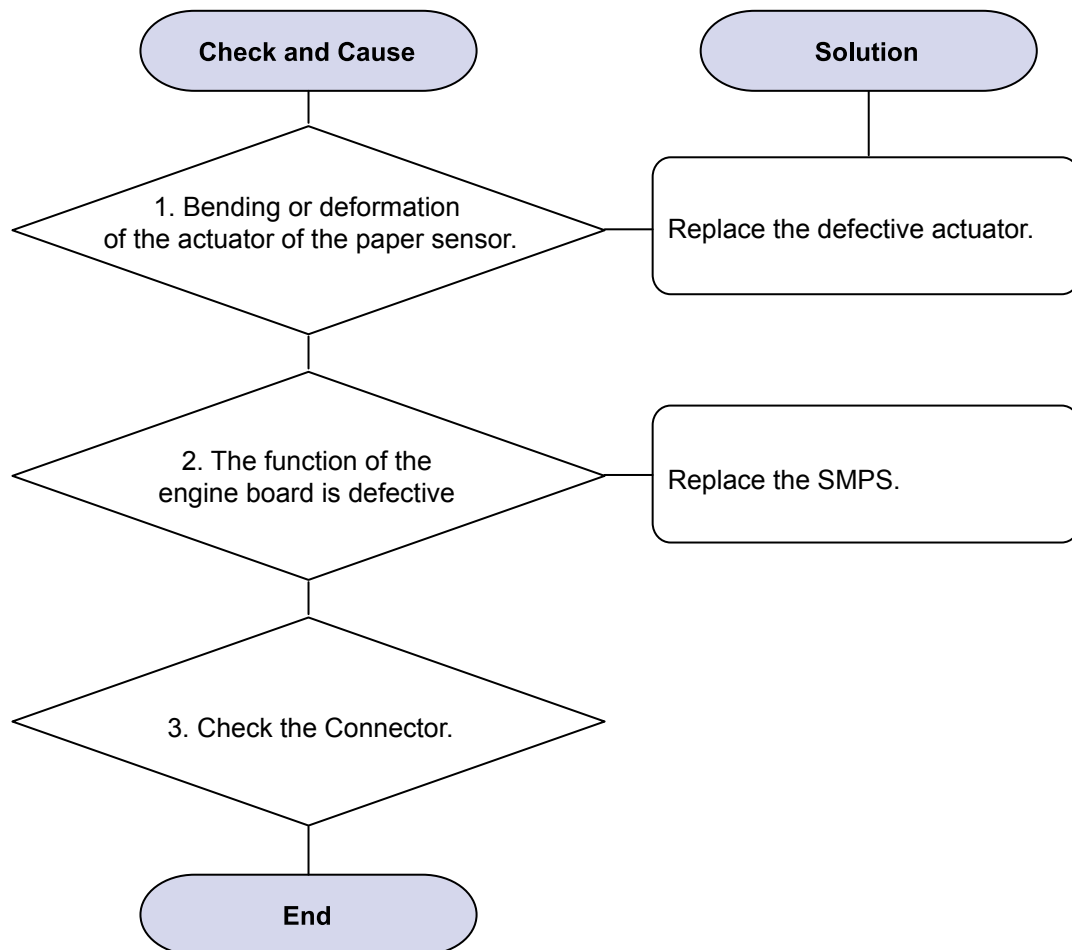 Check and Cause
Solution
1. Bending or deformation
of the actuator of the paper sensor.
Replace the defective actuator.
2. The function of the
engine board is defective
Replace the SMPS.
3. Check the Connector.
End